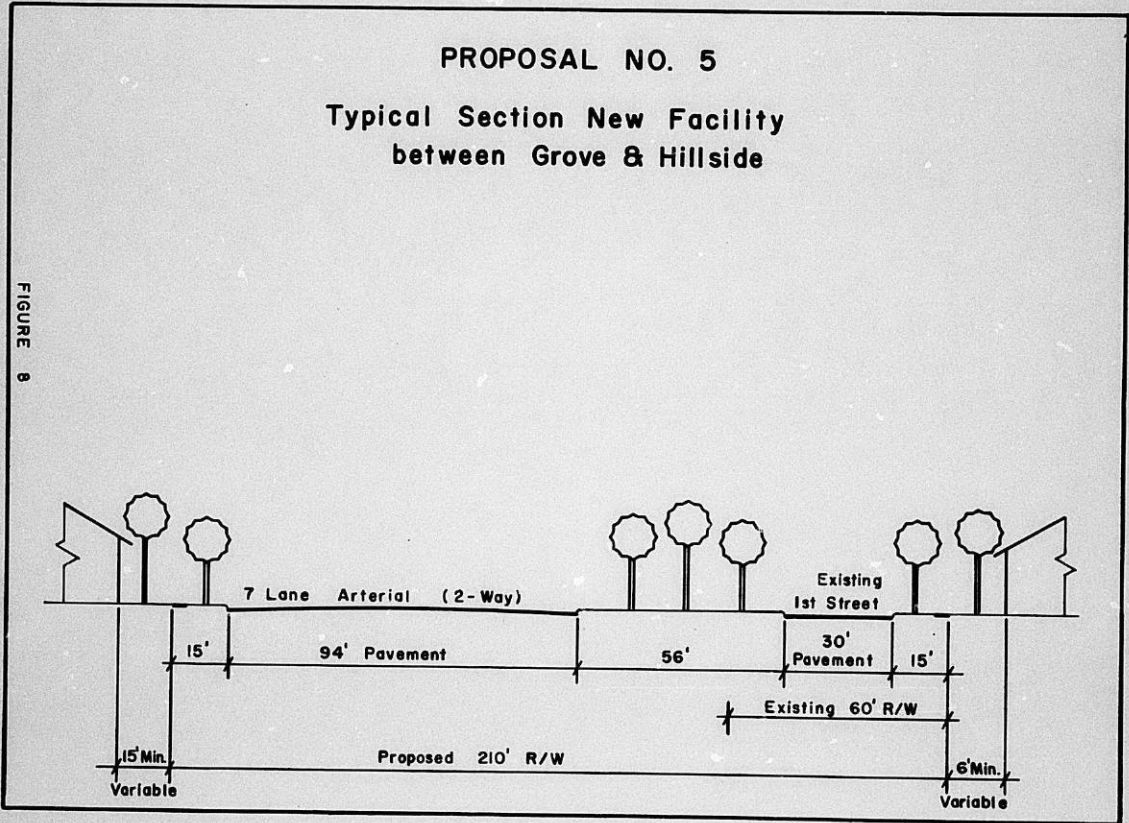 PROPOSAL NO. 5
Typical Section New Facility
between Grove & Hillside
FIGURE 8
7 Lane Arterial (2-Way)
Existing
1st Street
15'
94' Pavement
56'
30'
Pavement
15'
Existing 60' R/W
15' Min.
Variable
Proposed 210' R/W
6' Min.
Variable